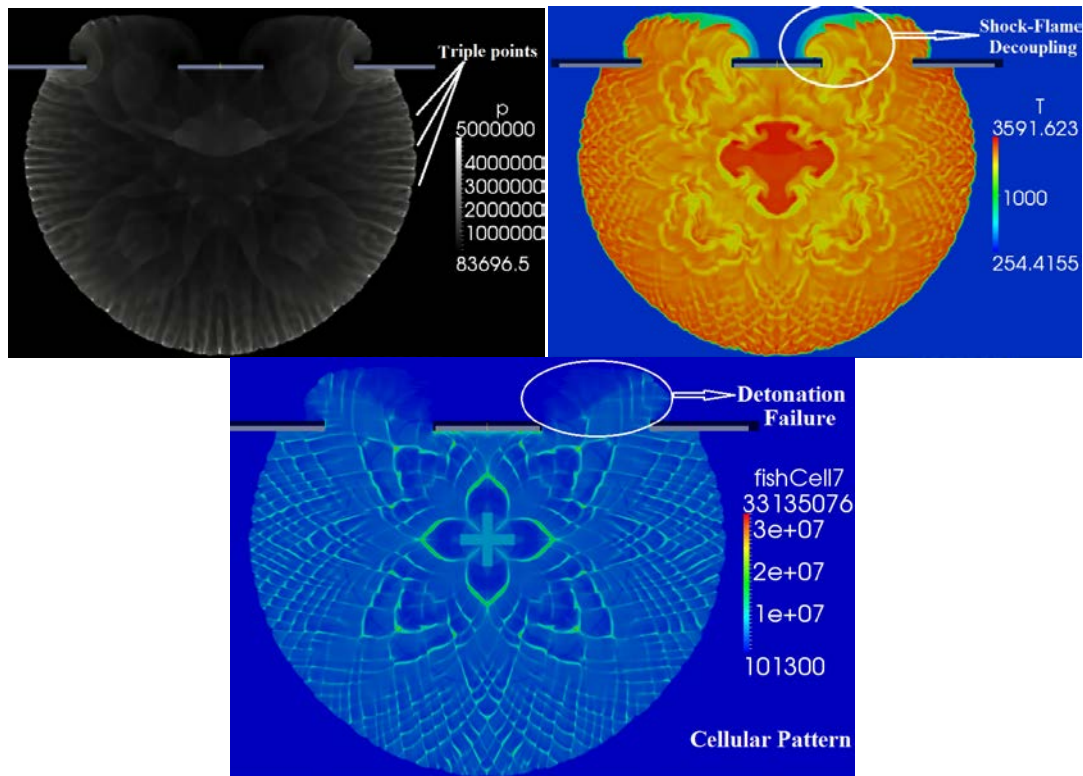 Triple points
p
5000000
4000000
3000000
2000000
1000000
83696.5
Shock-Flame
Decoupling
T
3591.623
1000
254.4155
Detonation
Failure
fishCell7
33135076
3e+07
2e+07
1e+07
101300
Cellular Pattern